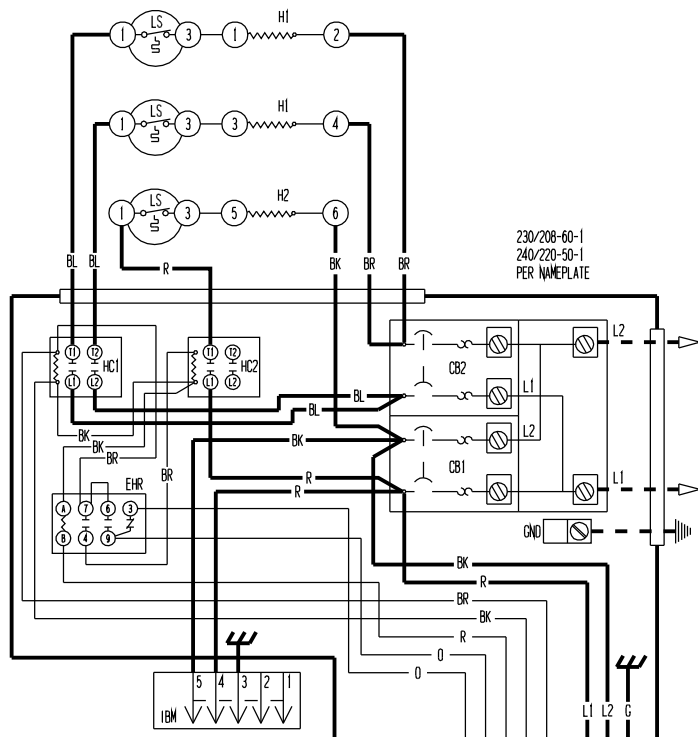 H1
LS
1 3 1 2
H1
LS
1 3 3 4
H2
LS
1 3 5 6
230/208-60-1
240/220-50-1
PER NAMEPLATE
BL BL R BK BR BR
L2
T1 T2 HC1
T1 T2 HC2
CB2
L1 L2
L1 L2
L1
BL
BL
BK
L2
BK
BK
BR
BR
CB1
R
R
L1
EHR
A 7 6 3
B 4 9
GND
BK
R
BR
BK
R
O
O
5 4 3 2 1
IBM
L1 L2 G